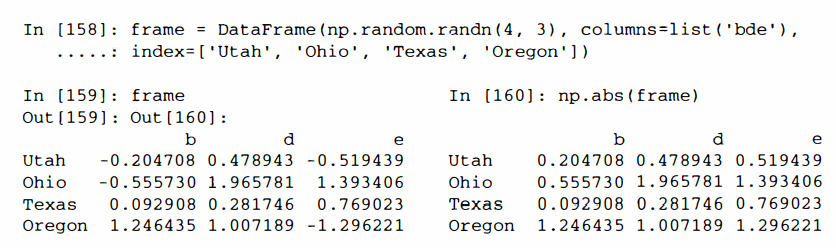 In [158]: frame = DataFrame(np.random.randn(4, 3), columns=list('bde'),
   .....: index=['Utah', 'Ohio', 'Texas', 'Oregon'])
In [159]: frame                         In [160]: np.abs(frame)
Out[159]: Out[160]:
               b        d         e                   b        d        e
Utah   -0.204708 0.478943 -0.519439     Utah   0.204708 0.478943 0.519439
Ohio   -0.555730 1.965781  1.393406     Ohio   0.555730 1.965781 1.393406
Texas   0.092908 0.281746  0.769023     Texas  0.092908 0.281746 0.769023
Oregon  1.246435 1.007189 -1.296221     Oregon 1.246435 1.007189 1.296221